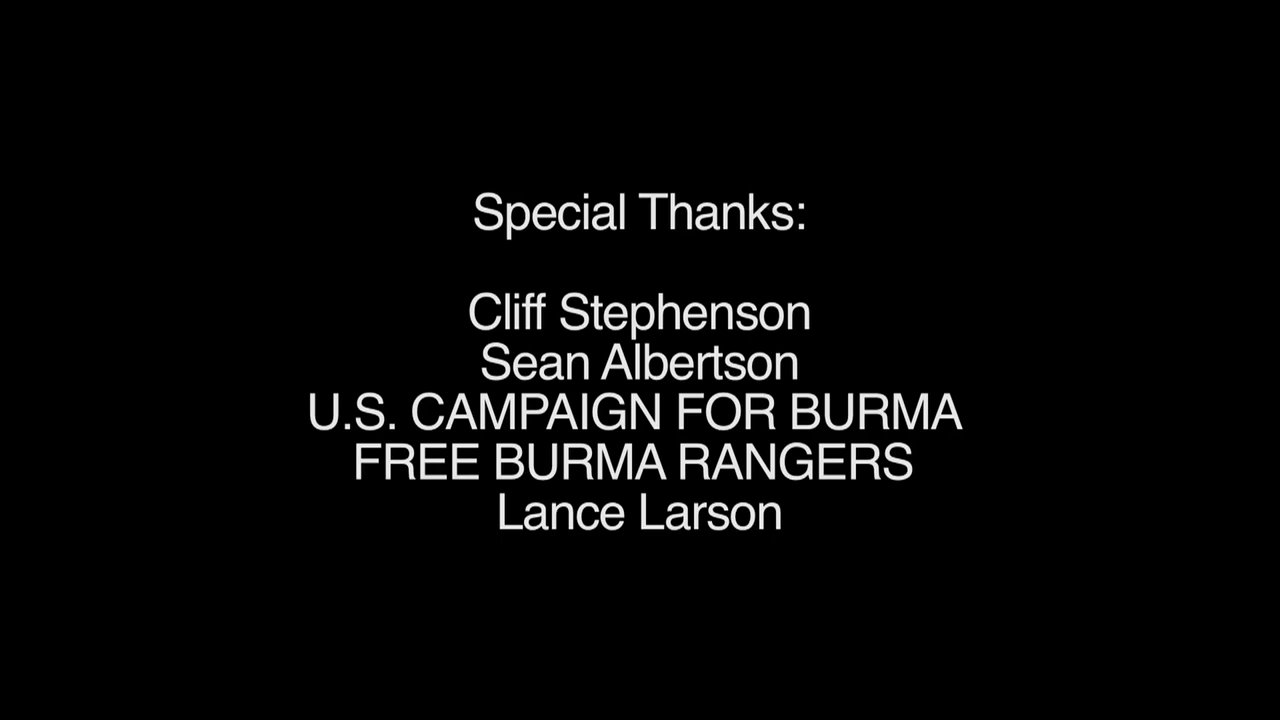 Special Thanks:
Cliff Stephenson
Sean Albertson
U.S. CAMPAIGN FOR BURMA
FREE BURMA RANGERS
Lance Larson